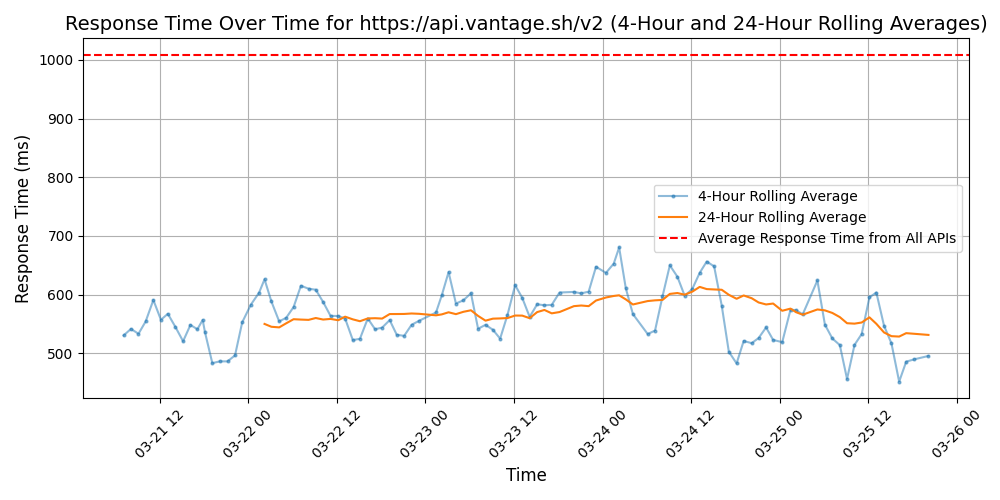 Response Time Over Time for https://api.vantage.sh/v2 (4-Hour and 24-Hour Rolling Averages)
Response Time (ms)
1000
900
800
700
600
500
4-Hour Rolling Average
24-Hour Rolling Average
Average Response Time from All APIs
03-21 12
03-22 00
03-22 12
03-23 00
03-23 12
03-24 00
03-24 12
03-25 00
03-25 12
03-26 00
Time